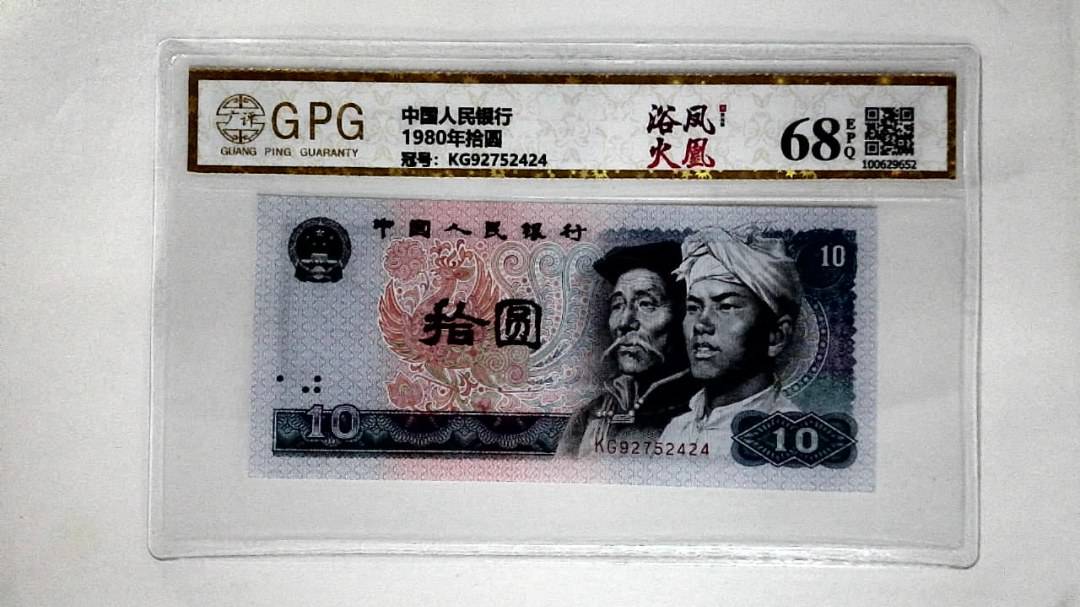 广评
GPG
GUANG PING GUARANTY
中国人民银行
1980年拾圆
冠号：KG92752424
浴凤
火凰
68
EPQ
100629652
中国人民银行
10
拾圆
10
KG92752424
10